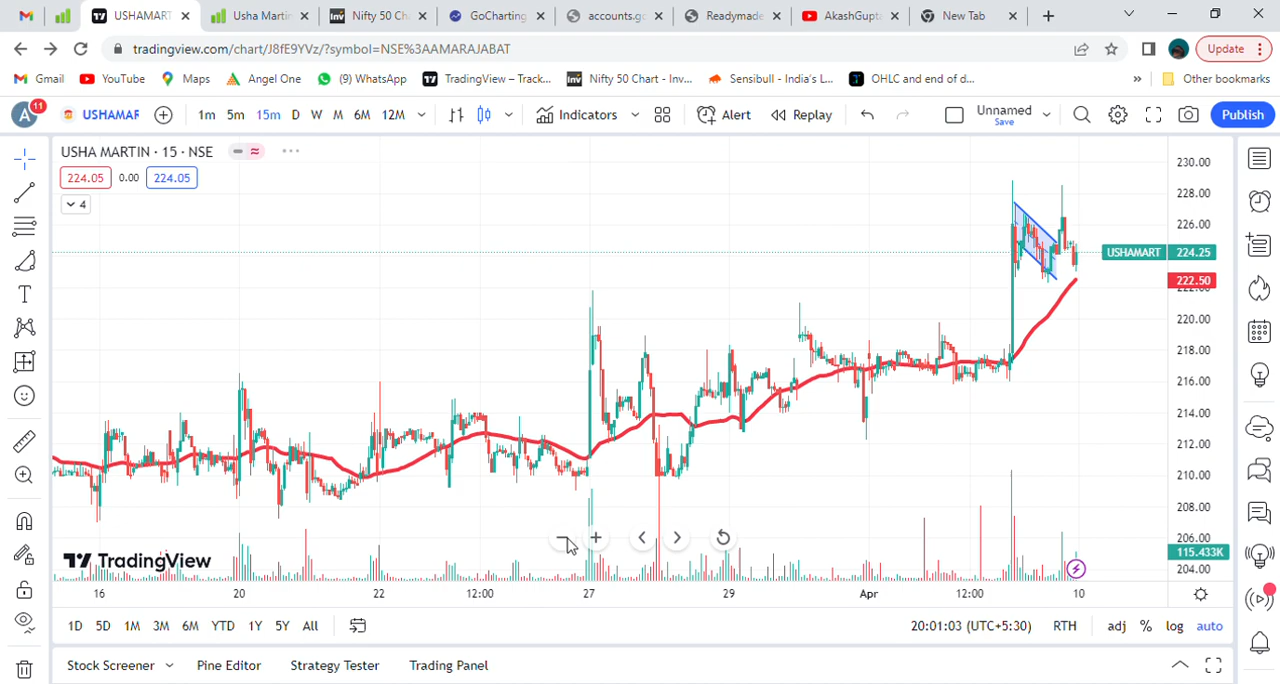 USHAMART
Usha Martin
Nifty 50 Ch
GoCharting
accounts.go
Readymade
AkashGupta
New Tab
tradingview.com/chart/J8fE9YVz/?symbol=NSE%3AAMARAJABAT
Update
Gmail
YouTube
Maps
Angel One
(9) WhatsApp
TradingView – Track...
Nifty 50 Chart - Inv...
Sensibull - India's L...
OHLC and end of d...
»
Other bookmarks
A 11
USHAMAR
1m 5m 15m D W M 6M 12M
Indicators
Alert
Replay
Unnamed
Save
Publish
USHA MARTIN · 15 · NSE
224.05 0.00 224.05
4
230.00
228.00
226.00
USHAMART 224.25
222.50
220.00
218.00
216.00
214.00
212.00
210.00
208.00
206.00
115.433K
204.00
TradingView
16 20 22 12:00 27 29 Apr 12:00 10
1D 5D 1M 3M 6M YTD 1Y 5Y All
20:01:03 (UTC+5:30) RTH adj % log auto
Stock Screener Pine Editor Strategy Tester Trading Panel